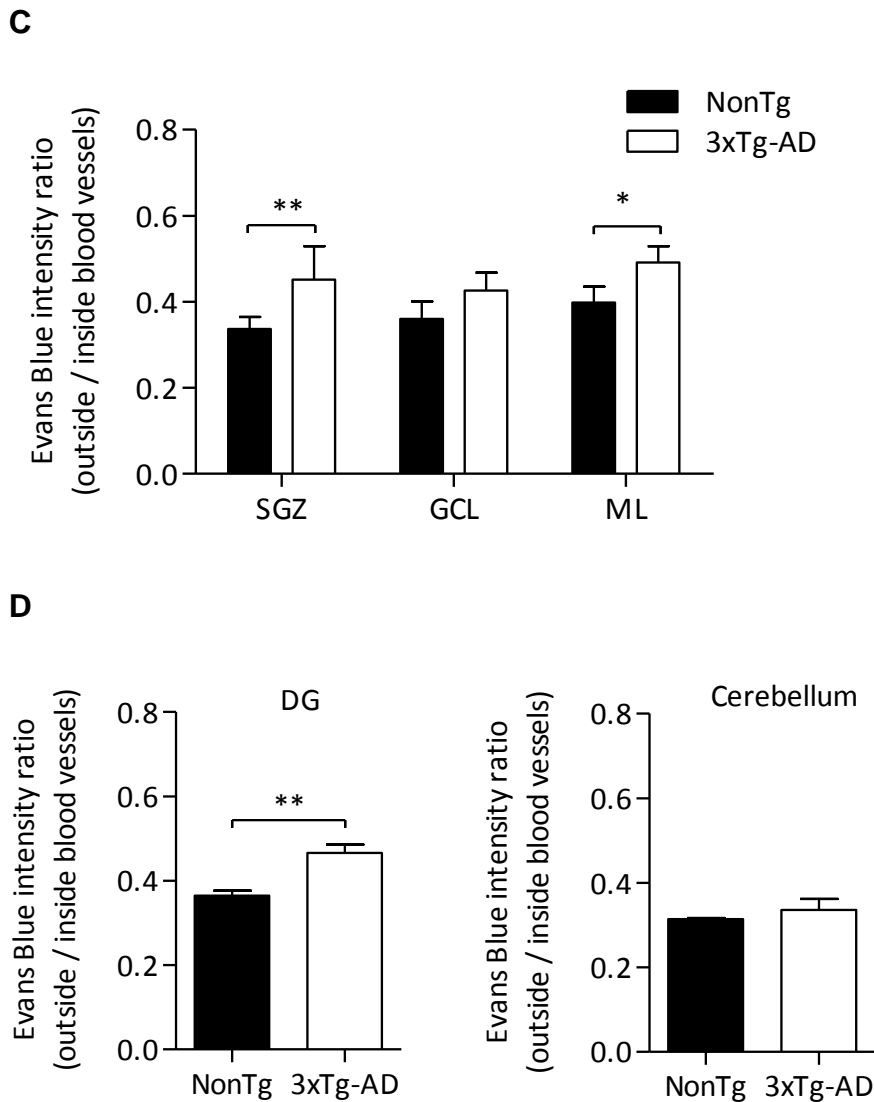 C
NonTg
3xTg-AD
Evans Blue intensity ratio
(outside / inside blood vessels)
0.8
0.6
0.4
0.2
0.0
**
*
SGZ GCL ML
D
DG
Evans Blue intensity ratio
(outside / inside blood vessels)
0.8
0.6
0.4
0.2
0.0
**
NonTg 3xTg-AD
Cerebellum
Evans Blue intensity ratio
(outside / inside blood vessels)
0.8
0.6
0.4
0.2
0.0
NonTg 3xTg-AD